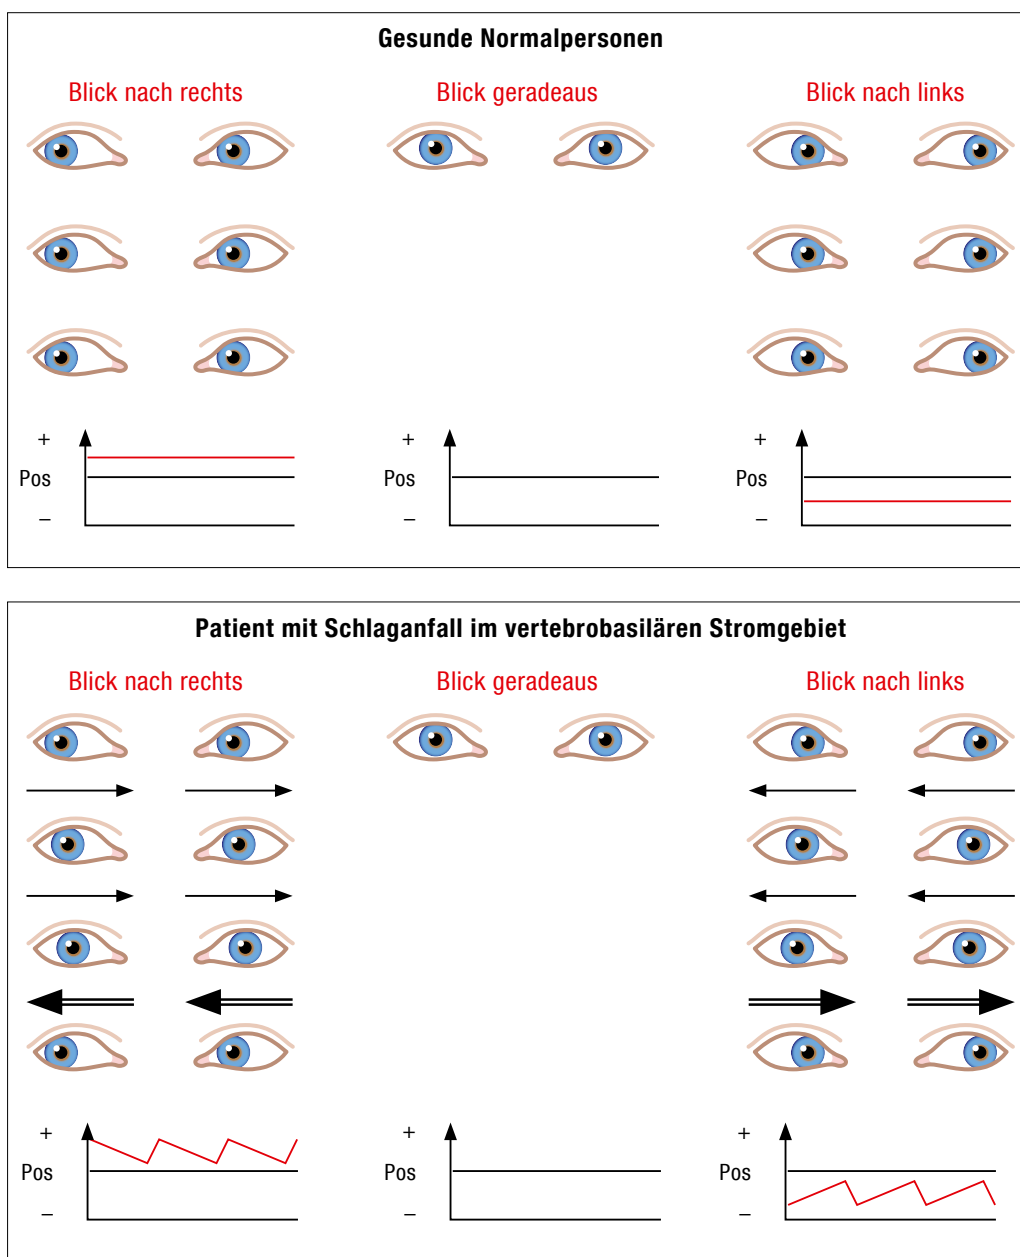 Gesunde Normalpersonen
Blick nach rechts
Blick geradeaus
Blick nach links
+
Pos
–
+
Pos
–
+
Pos
–
Patient mit Schlaganfall im vertebrobasilären Stromgebiet
Blick nach rechts
Blick geradeaus
Blick nach links
+
Pos
–
+
Pos
–
+
Pos
–